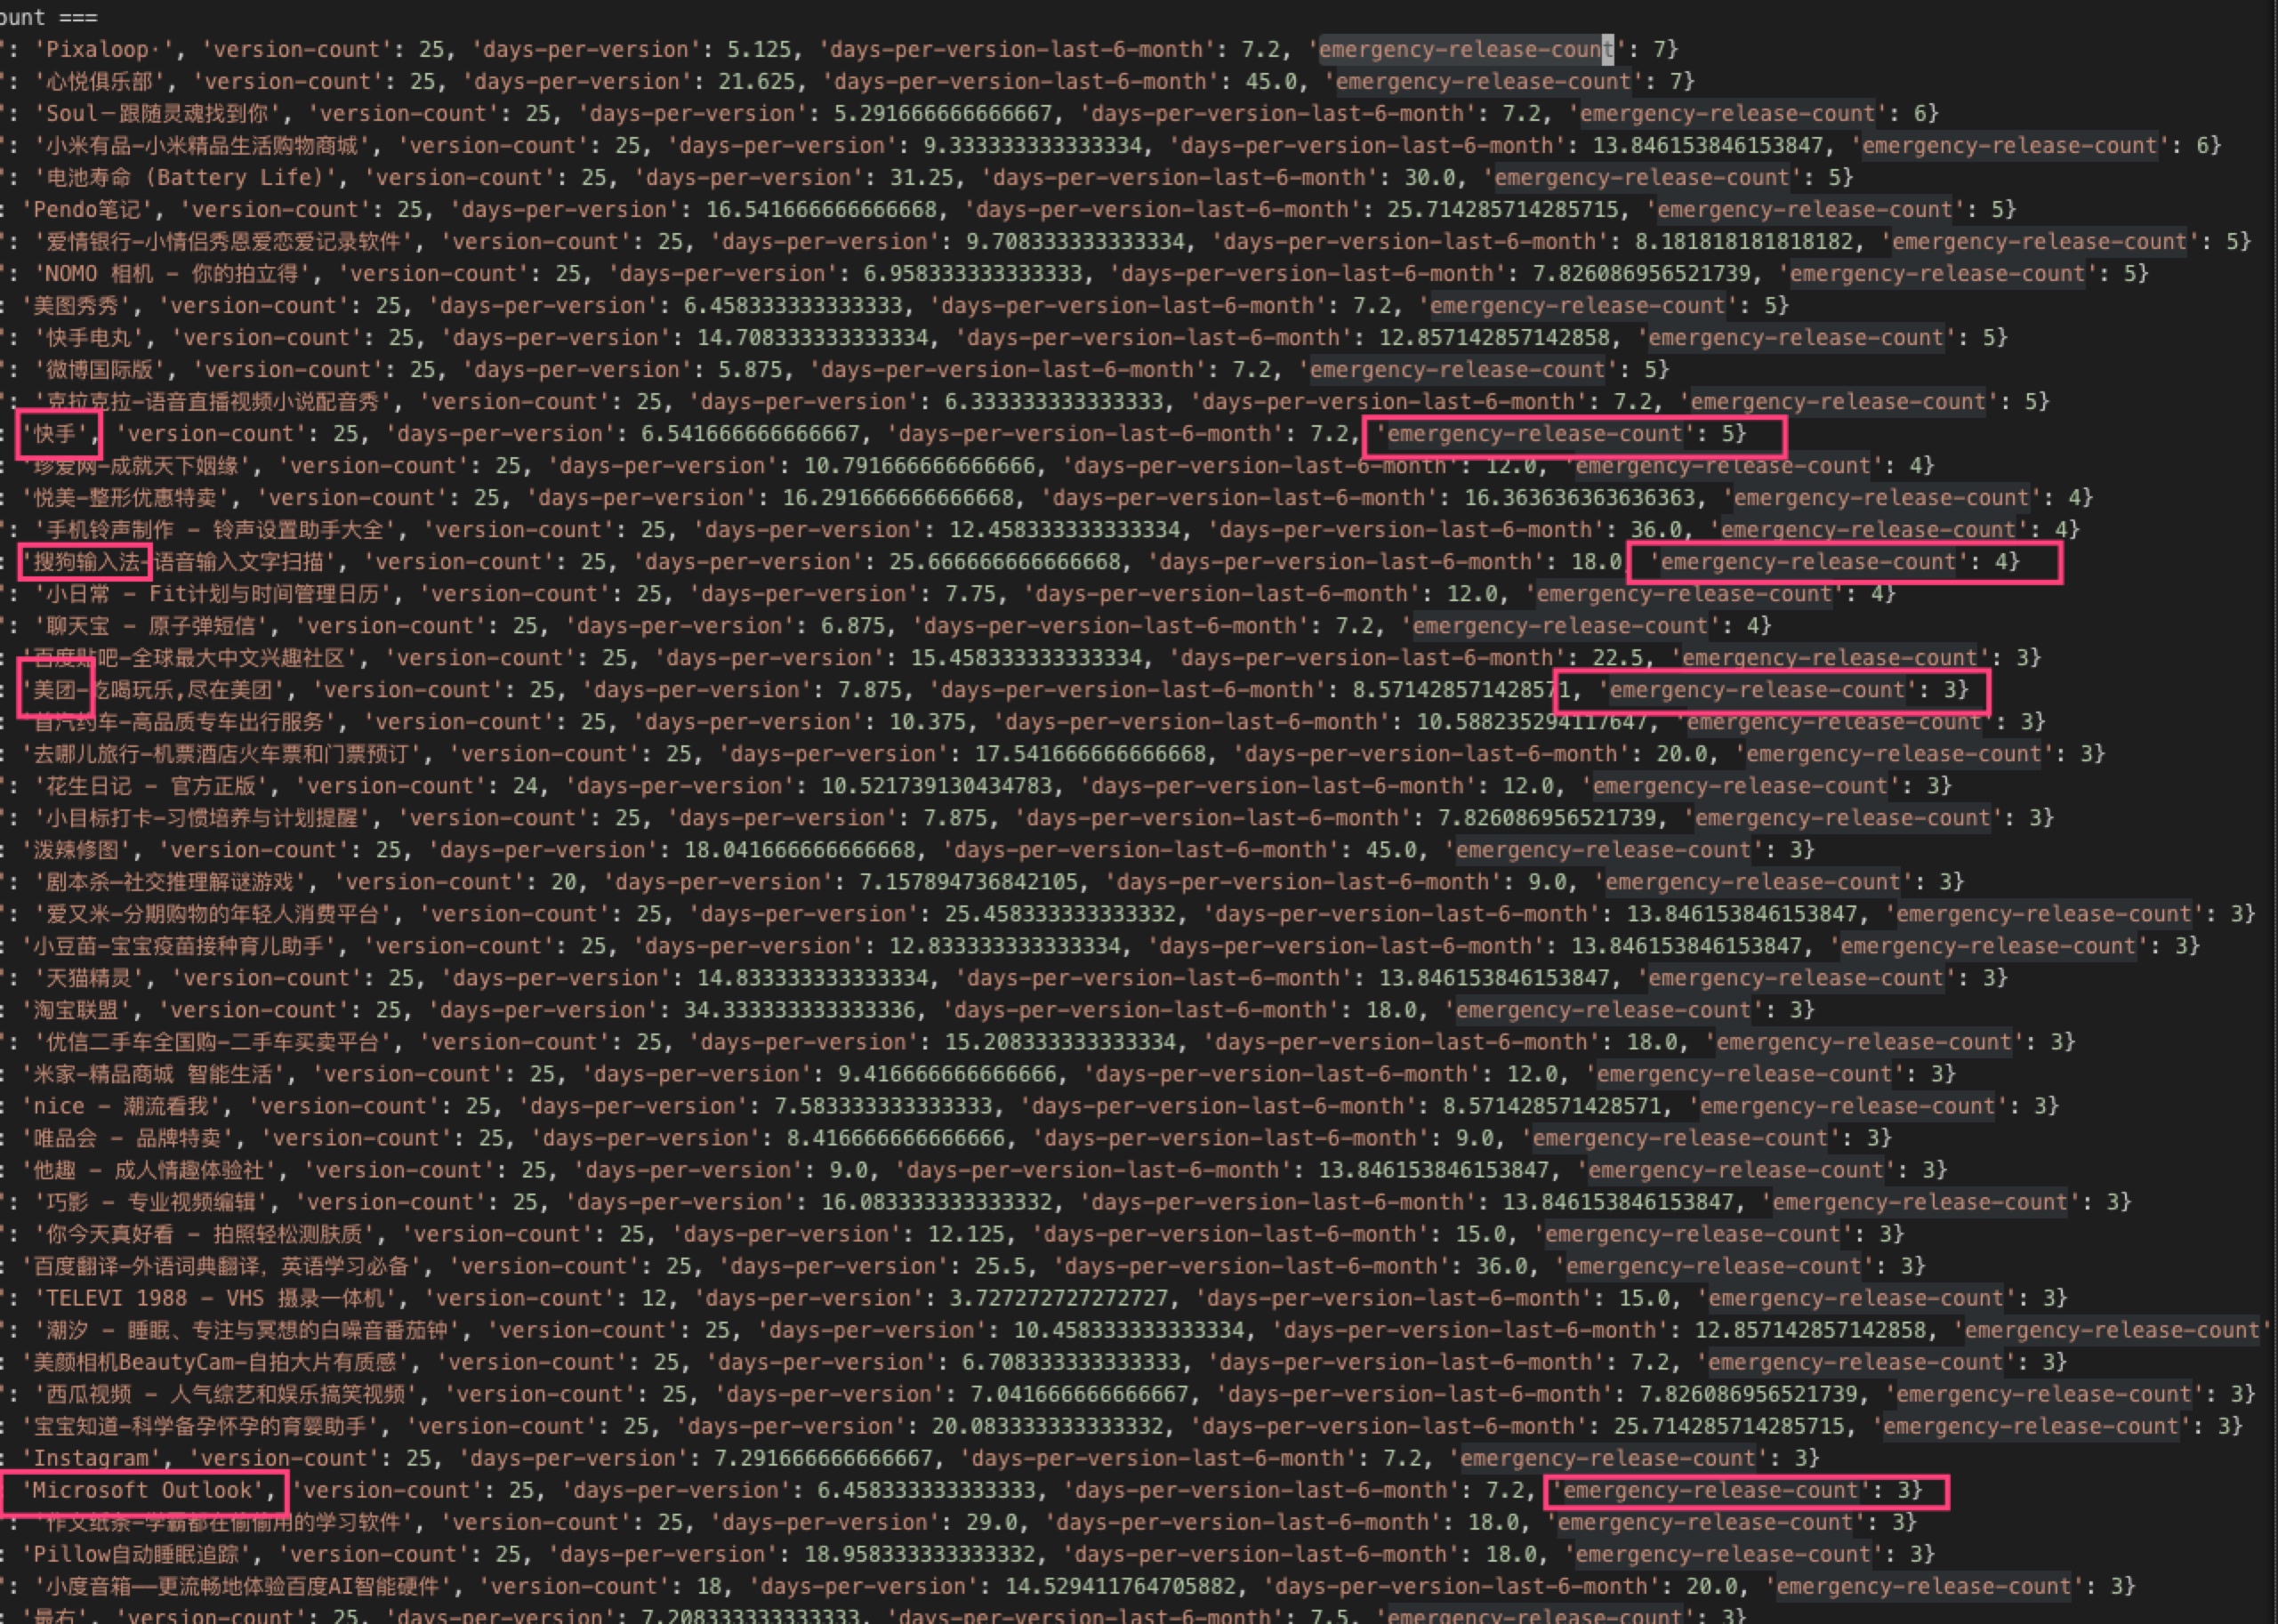 ount ===
': 'Pixaloop·', 'version-count': 25, 'days-per-version': 5.125, 'days-per-version-last-6-month': 7.2, 'emergency-release-count': 7}
': '心悦俱乐部', 'version-count': 25, 'days-per-version': 21.625, 'days-per-version-last-6-month': 45.0, 'emergency-release-count': 7}
': 'Soul-跟随灵魂找到你', 'version-count': 25, 'days-per-version': 5.291666666666667, 'days-per-version-last-6-month': 7.2, 'emergency-release-count': 6}
': '小米有品-小米精品生活购物商城', 'version-count': 25, 'days-per-version': 9.333333333333334, 'days-per-version-last-6-month': 13.846153846153847, 'emergency-release-count': 6}
': '电池寿命 (Battery Life)', 'version-count': 25, 'days-per-version': 31.25, 'days-per-version-last-6-month': 30.0, 'emergency-release-count': 5}
: 'Pendo笔记', 'version-count': 25, 'days-per-version': 16.541666666666668, 'days-per-version-last-6-month': 25.714285714285715, 'emergency-release-count': 5}
': '爱情银行-小情侣秀恩爱恋爱记录软件', 'version-count': 25, 'days-per-version': 9.708333333333334, 'days-per-version-last-6-month': 8.181818181818182, 'emergency-release-count': 5}
': 'NOMO 相机 - 你的拍立得', 'version-count': 25, 'days-per-version': 6.958333333333333, 'days-per-version-last-6-month': 7.826086956521739, 'emergency-release-count': 5}
: '美图秀秀', 'version-count': 25, 'days-per-version': 6.458333333333333, 'days-per-version-last-6-month': 7.2, 'emergency-release-count': 5}
': '快手电丸', 'version-count': 25, 'days-per-version': 14.708333333333334, 'days-per-version-last-6-month': 12.857142857142858, 'emergency-release-count': 5}
': '微博国际版', 'version-count': 25, 'days-per-version': 5.875, 'days-per-version-last-6-month': 7.2, 'emergency-release-count': 5}
': '克拉克拉-语音直播视频小说配音秀', 'version-count': 25, 'days-per-version': 6.333333333333333, 'days-per-version-last-6-month': 7.2, 'emergency-release-count': 5}
: '快手', 'version-count': 25, 'days-per-version': 6.541666666666667, 'days-per-version-last-6-month': 7.2, 'emergency-release-count': 5}
: '珍爱网-成就天下姻缘', 'version-count': 25, 'days-per-version': 10.791666666666666, 'days-per-version-last-6-month': 12.0, 'emergency-release-count': 4}
: '悦美-整形优惠特卖', 'version-count': 25, 'days-per-version': 16.291666666666668, 'days-per-version-last-6-month': 16.363636363636363, 'emergency-release-count': 4}
': '手机铃声制作 - 铃声设置助手大全', 'version-count': 25, 'days-per-version': 12.458333333333334, 'days-per-version-last-6-month': 36.0, 'emergency-release-count': 4}
: '搜狗输入法-语音输入文字扫描', 'version-count': 25, 'days-per-version': 25.666666666666668, 'days-per-version-last-6-month': 18.0, 'emergency-release-count': 4}
': '小日常 - Fit计划与时间管理日历', 'version-count': 25, 'days-per-version': 7.75, 'days-per-version-last-6-month': 12.0, 'emergency-release-count': 4}
': '聊天宝 - 原子弹短信', 'version-count': 25, 'days-per-version': 6.875, 'days-per-version-last-6-month': 7.2, 'emergency-release-count': 4}
: '百度贴吧-全球最大中文兴趣社区', 'version-count': 25, 'days-per-version': 15.458333333333334, 'days-per-version-last-6-month': 22.5, 'emergency-release-count': 3}
: '美团-吃喝玩乐,尽在美团', 'version-count': 25, 'days-per-version': 7.875, 'days-per-version-last-6-month': 8.571428571428571, 'emergency-release-count': 3}
: '首汽约车-高品质专车出行服务', 'version-count': 25, 'days-per-version': 10.375, 'days-per-version-last-6-month': 10.588235294117647, 'emergency-release-count': 3}
: '去哪儿旅行-机票酒店火车票和门票预订', 'version-count': 25, 'days-per-version': 17.541666666666668, 'days-per-version-last-6-month': 20.0, 'emergency-release-count': 3}
': '花生日记 - 官方正版', 'version-count': 24, 'days-per-version': 10.521739130434783, 'days-per-version-last-6-month': 12.0, 'emergency-release-count': 3}
': '小目标打卡-习惯培养与计划提醒', 'version-count': 25, 'days-per-version': 7.875, 'days-per-version-last-6-month': 7.826086956521739, 'emergency-release-count': 3}
: '泼辣修图', 'version-count': 25, 'days-per-version': 18.041666666666668, 'days-per-version-last-6-month': 45.0, 'emergency-release-count': 3}
': '剧本杀-社交推理解谜游戏', 'version-count': 20, 'days-per-version': 7.157894736842105, 'days-per-version-last-6-month': 9.0, 'emergency-release-count': 3}
': '爱又米-分期购物的年轻人消费平台', 'version-count': 25, 'days-per-version': 25.458333333333332, 'days-per-version-last-6-month': 13.846153846153847, 'emergency-release-count': 3}
: '小豆苗-宝宝疫苗接种育儿助手', 'version-count': 25, 'days-per-version': 12.833333333333334, 'days-per-version-last-6-month': 13.846153846153847, 'emergency-release-count': 3}
': '天猫精灵', 'version-count': 25, 'days-per-version': 14.833333333333334, 'days-per-version-last-6-month': 13.846153846153847, 'emergency-release-count': 3}
: '淘宝联盟', 'version-count': 25, 'days-per-version': 34.333333333333336, 'days-per-version-last-6-month': 18.0, 'emergency-release-count': 3}
': '优信二手车全国购-二手车买卖平台', 'version-count': 25, 'days-per-version': 15.208333333333334, 'days-per-version-last-6-month': 18.0, 'emergency-release-count': 3}
: '米家-精品商城 智能生活', 'version-count': 25, 'days-per-version': 9.416666666666666, 'days-per-version-last-6-month': 12.0, 'emergency-release-count': 3}
: 'nice - 潮流看我', 'version-count': 25, 'days-per-version': 7.583333333333333, 'days-per-version-last-6-month': 8.571428571428571, 'emergency-release-count': 3}
: '唯品会 - 品牌特卖', 'version-count': 25, 'days-per-version': 8.416666666666666, 'days-per-version-last-6-month': 9.0, 'emergency-release-count': 3}
: '他趣 - 成人情趣体验社', 'version-count': 25, 'days-per-version': 9.0, 'days-per-version-last-6-month': 13.846153846153847, 'emergency-release-count': 3}
': '巧影 - 专业视频编辑', 'version-count': 25, 'days-per-version': 16.083333333333332, 'days-per-version-last-6-month': 13.846153846153847, 'emergency-release-count': 3}
': '你今天真好看 - 拍照轻松测肤质', 'version-count': 25, 'days-per-version': 12.125, 'days-per-version-last-6-month': 15.0, 'emergency-release-count': 3}
: '百度翻译-外语词典翻译，英语学习必备', 'version-count': 25, 'days-per-version': 25.5, 'days-per-version-last-6-month': 36.0, 'emergency-release-count': 3}
': 'TELEVI 1988 - VHS 摄录一体机', 'version-count': 12, 'days-per-version': 3.727272727272727, 'days-per-version-last-6-month': 15.0, 'emergency-release-count': 3}
': '潮汐 - 睡眠、专注与冥想的白噪音番茄钟', 'version-count': 25, 'days-per-version': 10.458333333333334, 'days-per-version-last-6-month': 12.857142857142858, 'emergency-release-count'
: '美颜相机BeautyCam-自拍大片有质感', 'version-count': 25, 'days-per-version': 6.708333333333333, 'days-per-version-last-6-month': 7.2, 'emergency-release-count': 3}
': '西瓜视频 - 人气综艺和娱乐搞笑视频', 'version-count': 25, 'days-per-version': 7.041666666666667, 'days-per-version-last-6-month': 7.826086956521739, 'emergency-release-count': 3}
: '宝宝知道-科学备孕怀孕的育婴助手', 'version-count': 25, 'days-per-version': 20.083333333333332, 'days-per-version-last-6-month': 25.714285714285715, 'emergency-release-count': 3}
: 'Instagram', 'version-count': 25, 'days-per-version': 7.291666666666667, 'days-per-version-last-6-month': 7.2, 'emergency-release-count': 3}
: 'Microsoft Outlook', 'version-count': 25, 'days-per-version': 6.458333333333333, 'days-per-version-last-6-month': 7.2, 'emergency-release-count': 3}
': '作文纸条-学霸都在偷偷用的学习软件', 'version-count': 25, 'days-per-version': 29.0, 'days-per-version-last-6-month': 18.0, 'emergency-release-count': 3}
: 'Pillow自动睡眠追踪', 'version-count': 25, 'days-per-version': 18.958333333333332, 'days-per-version-last-6-month': 18.0, 'emergency-release-count': 3}
': '小度音箱——更流畅地体验百度AI智能硬件', 'version-count': 18, 'days-per-version': 14.529411764705882, 'days-per-version-last-6-month': 20.0, 'emergency-release-count': 3}
: '最右', 'version-count': 25, 'days-per-version': 7.208333333333333, 'days-per-version-last-6-month': 7.5, 'emergency-release-count': 3}